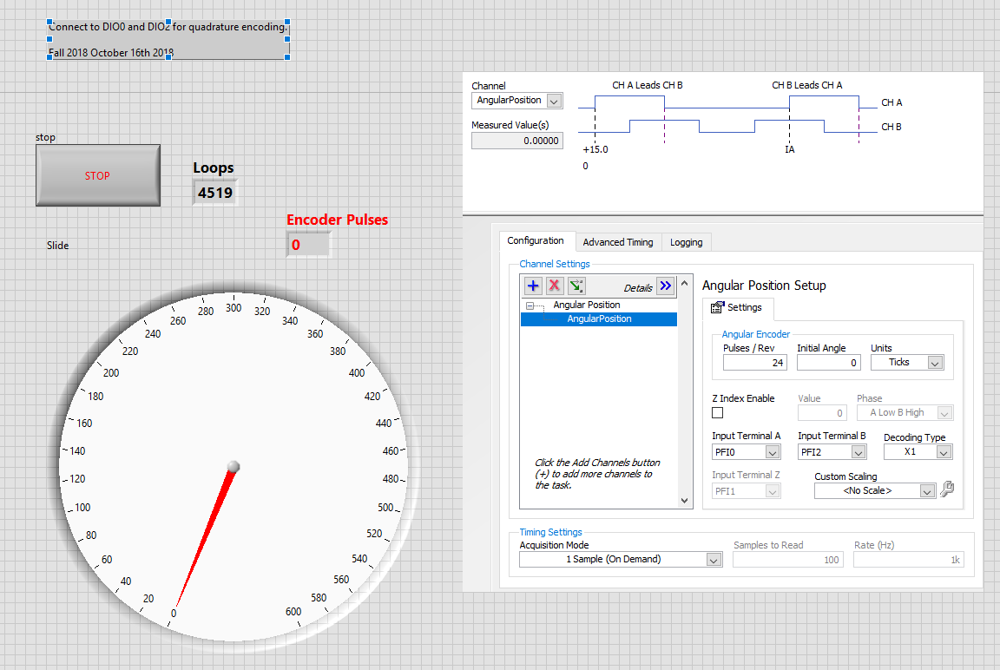 Connect to DIO0 and DIO2 for quadrature encoding.
Fall 2018 October 16th 2018
stop
STOP
Loops
4519
Encoder Pulses
0
Slide
0
20
40
60
80
100
120
140
160
180
200
220
240
260
280
300
320
340
360
380
400
420
440
460
480
500
520
540
560
580
600
Channel
AngularPosition
Measured Value(s)
0.00000
CH A Leads CH B
CH B Leads CH A
CH A
CH B
+15.0
0
IA
Configuration
Advanced Timing
Logging
Channel Settings
Details
Angular Position
AngularPosition
Click the Add Channels button
(+) to add more channels to
the task.
Angular Position Setup
Settings
Angular Encoder
Pulses / Rev
Initial Angle
Units
24
0
Ticks
Z Index Enable
Value
Phase
0
A Low B High
Input Terminal A
Input Terminal B
Decoding Type
PFI0
PFI2
X1
Input Terminal Z
Custom Scaling
PFI1
<No Scale>
Timing Settings
Acquisition Mode
Samples to Read
Rate (Hz)
1 Sample (On Demand)
100
1k